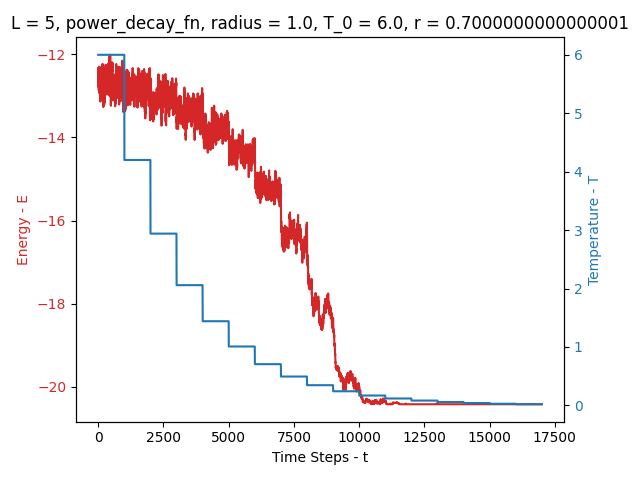 L = 5, power_decay_fn, radius = 1.0, T_0 = 6.0, r = 0.7000000000000001
−12
−14
−16
−18
−20
Energy - E
6
5
4
3
2
1
0
Temperature - T
0 2500 5000 7500 10000 12500 15000 17500
Time Steps - t